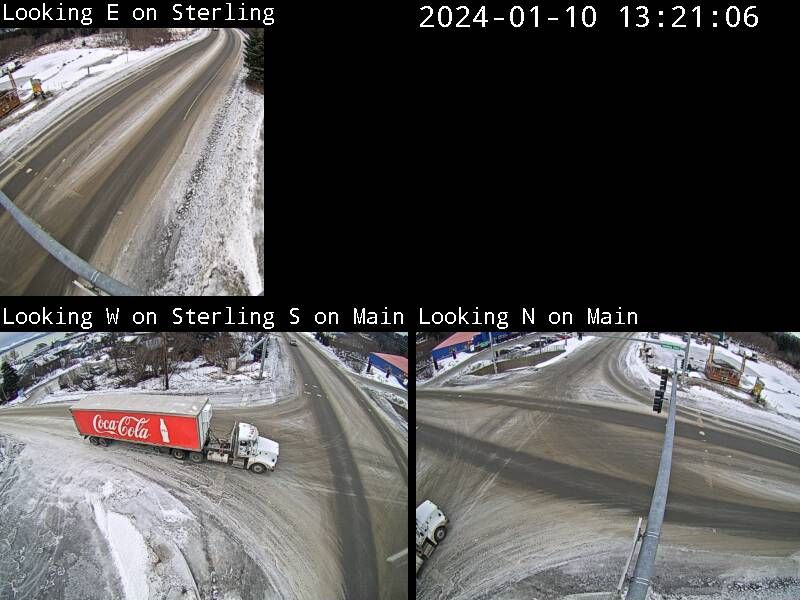 Looking E on Sterling
2024-01-10 13:21:06
Looking W on Sterling S on Main
Looking N on Main
Coca-Cola